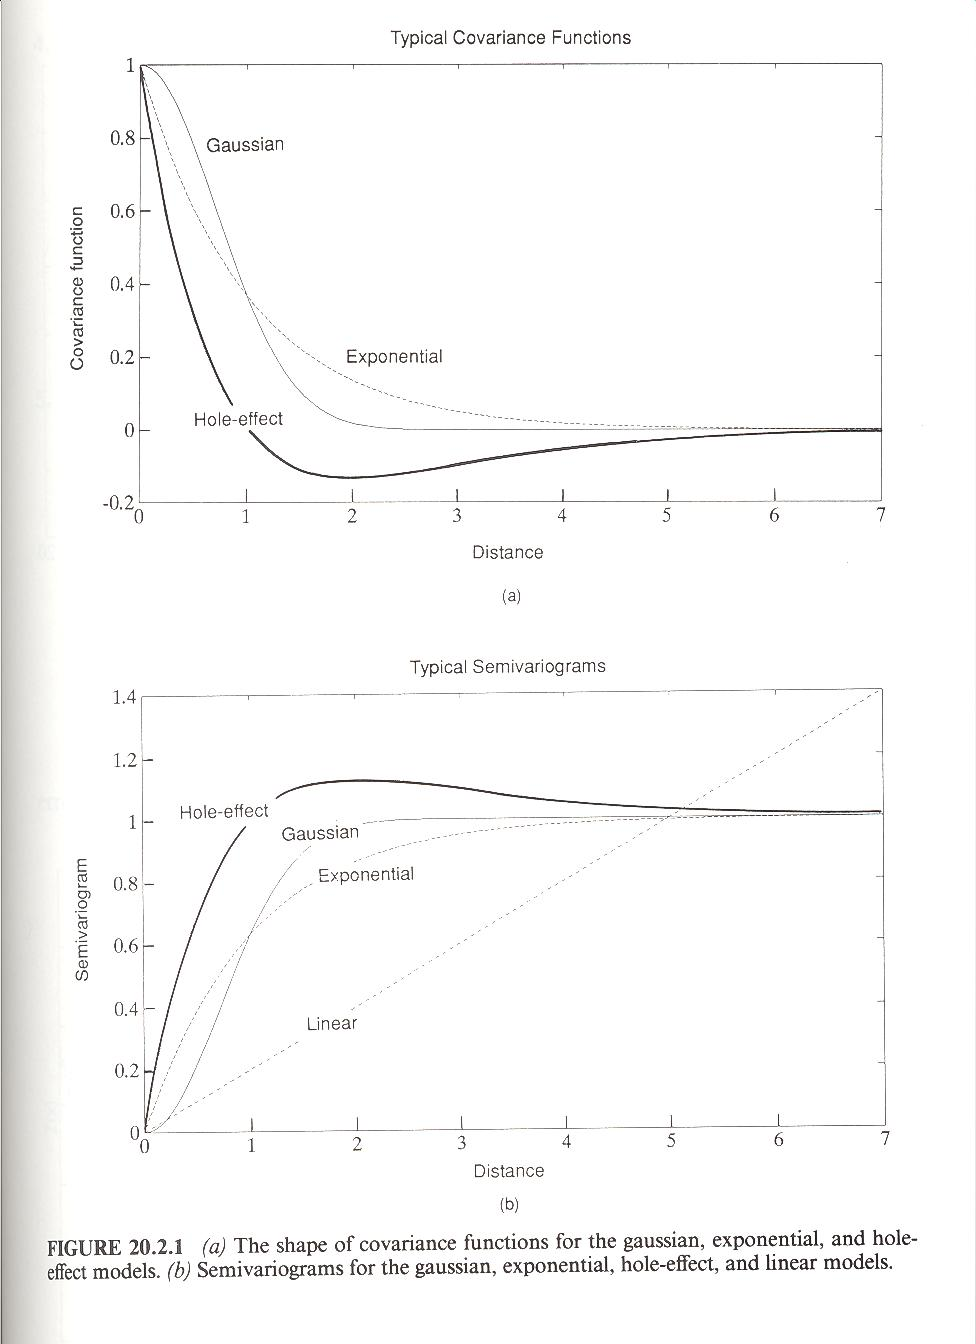 Typical Covariance Functions
1
0.8
0.6
0.4
0.2
0
-0.2
Covariance function
Gaussian
Exponential
Hole-effect
0 1 2 3 4 5 6 7
Distance
(a)
Typical Semivariograms
1.4
1.2
1
0.8
0.6
0.4
0.2
0
Semivariogram
Hole-effect
Gaussian
Exponential
Linear
0 1 2 3 4 5 6 7
Distance
(b)
FIGURE 20.2.1 (a) The shape of covariance functions for the gaussian, exponential, and hole-
effect models. (b) Semivariograms for the gaussian, exponential, hole-effect, and linear models.